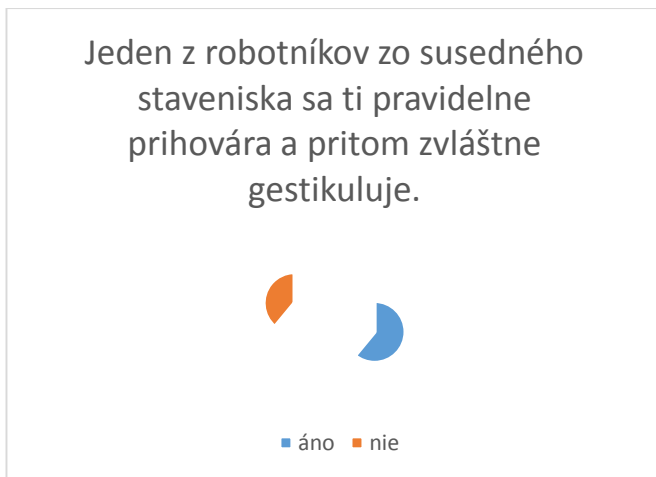 Jeden z robotníkov zo susedného
staveniska sa ti pravidelne
prihovára a pritom zvláštne
gestikuluje.
áno nie